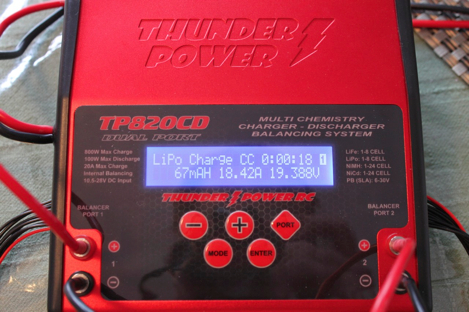 THUNDER
POWER
TP820CD
DUAL PORT
MULTI CHEMISTRY
CHARGER - DISCHARGER
BALANCING SYSTEM
800W Max Charge
100W Max Discharge
20A Max Charge
Internal Balancing
10.5-28V DC Input
LiPo Charge CC 0:00:18 1
67mAH 18.42A 19.388V
LiFe: 1-8 CELL
LiPo: 1-8 CELL
NiMH: 1-24 CELL
NiCd: 1-24 CELL
PB (SLA): 6-36V
THUNDER POWER RC
BALANCER
PORT 1
BALANCER
PORT 2
PORT
MODE
ENTER
1
2